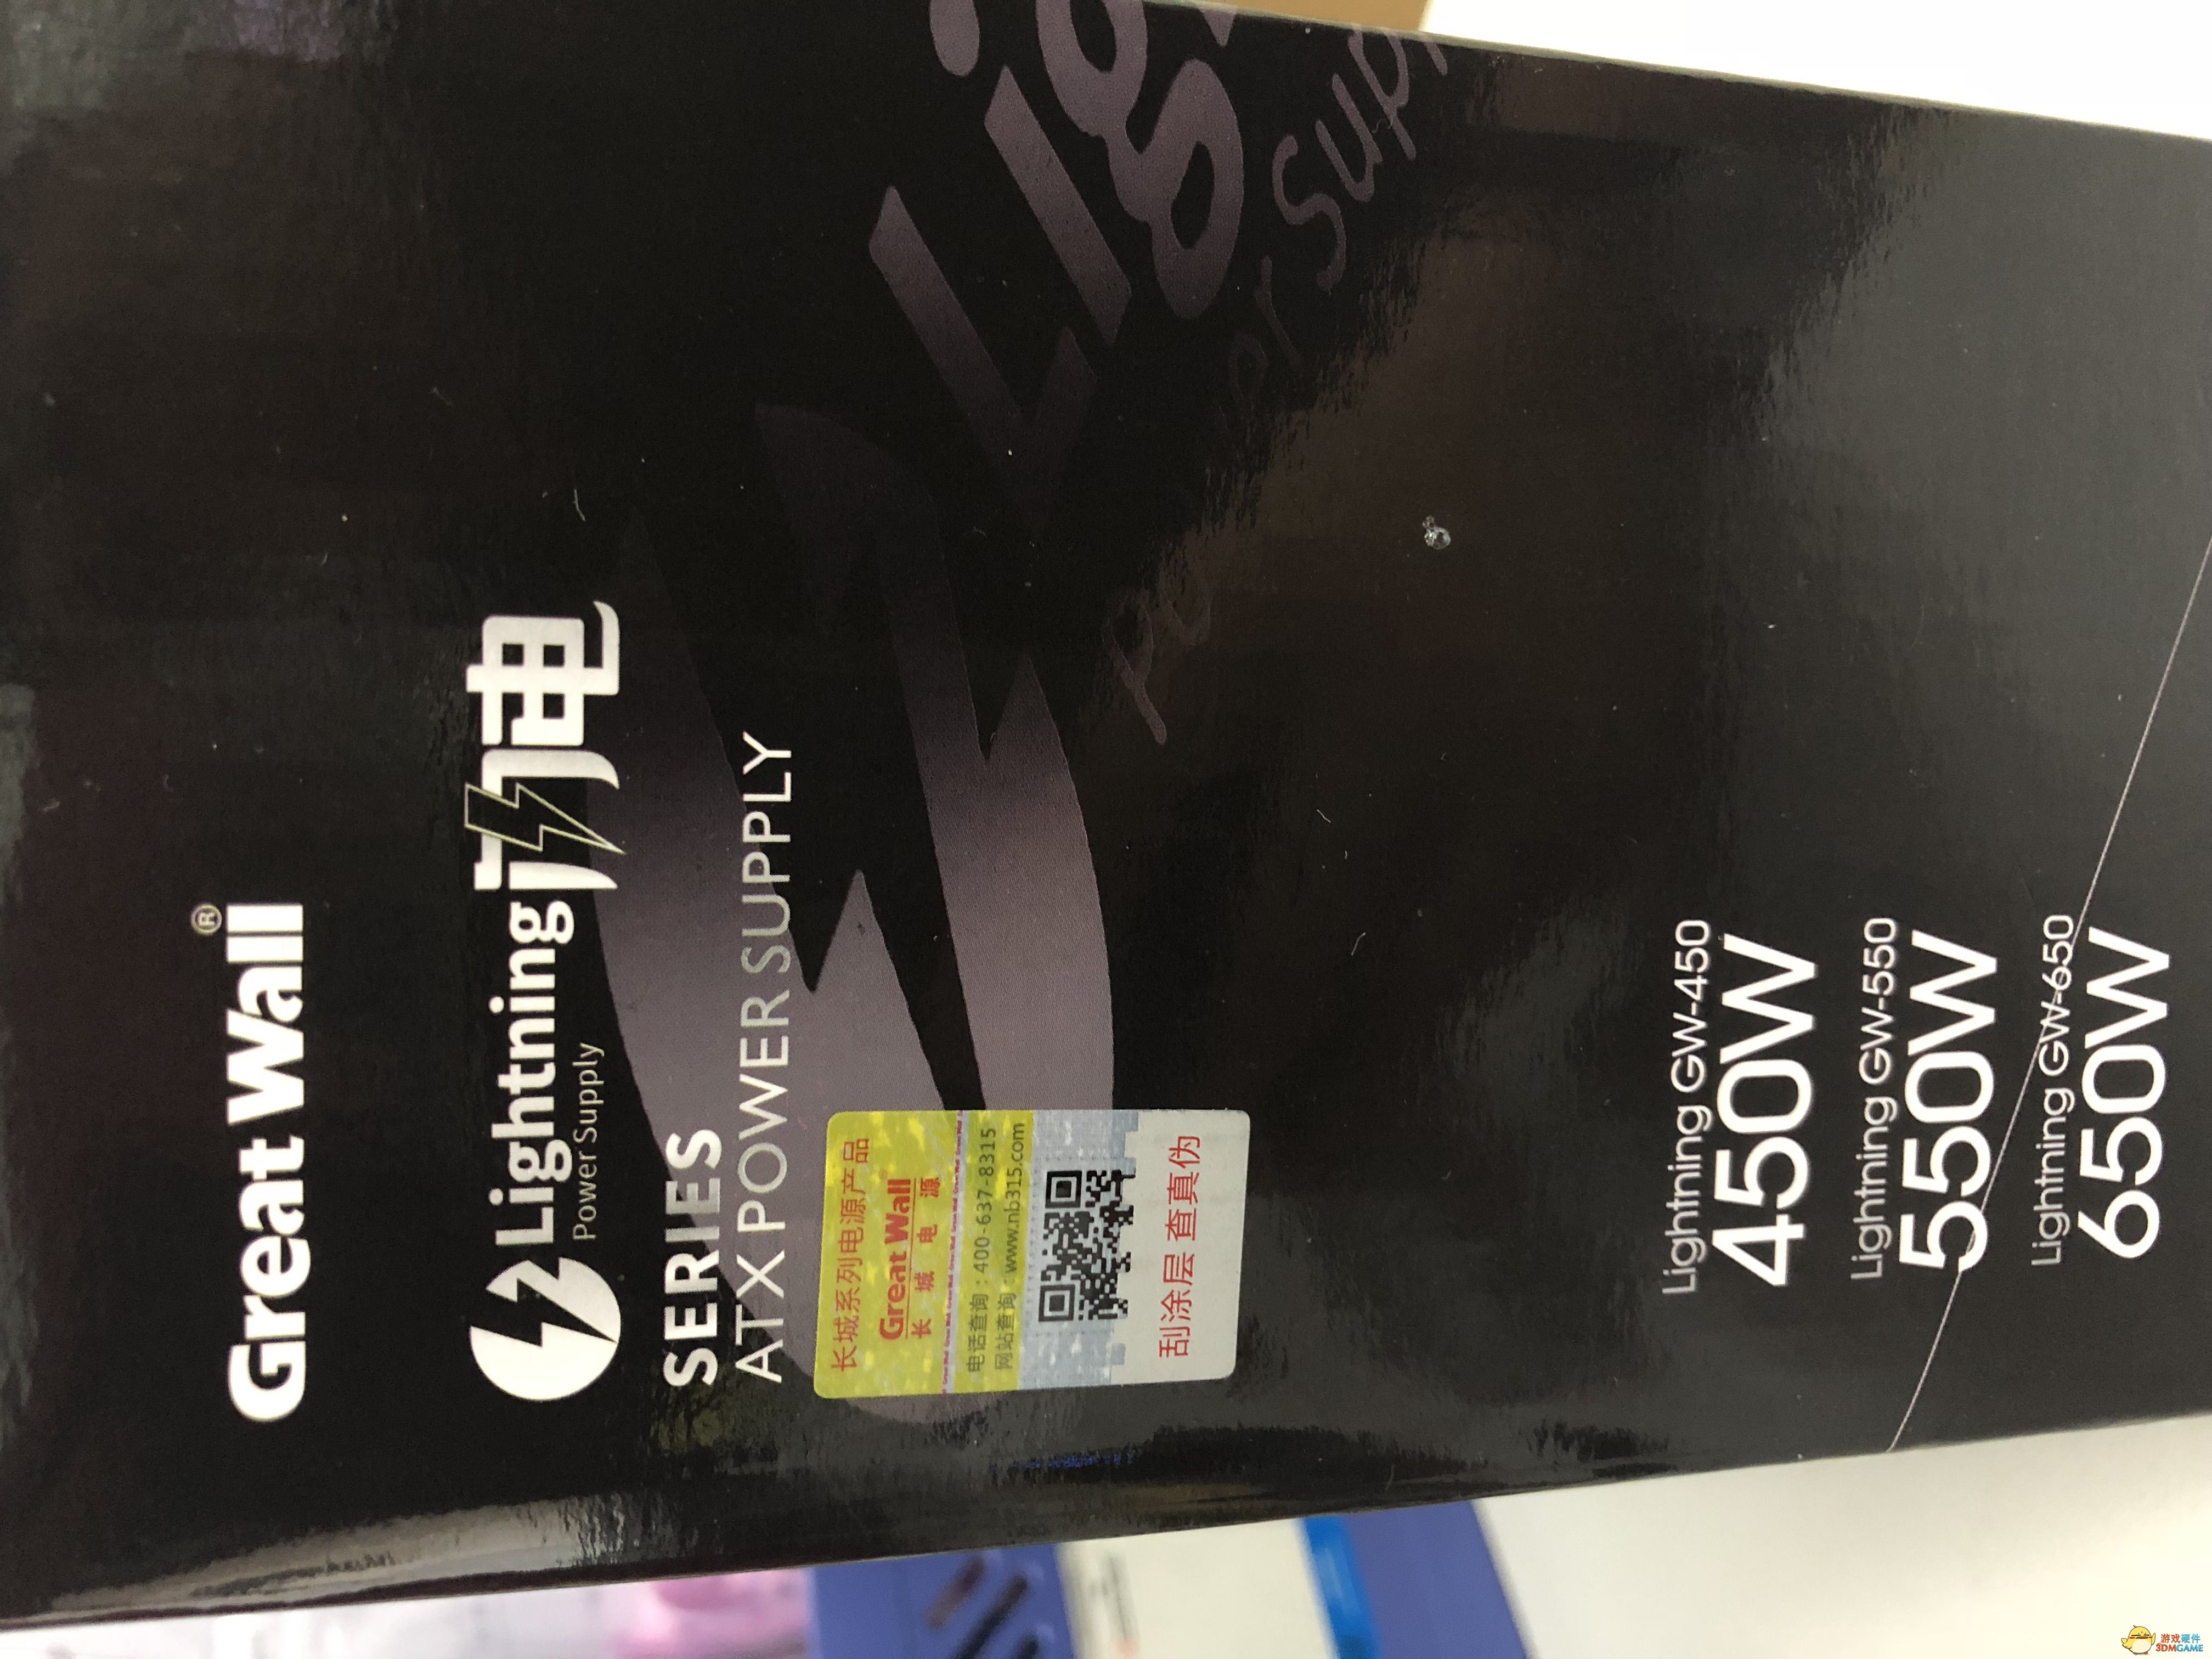 Great Wall®
Lightning 闪电
Power Supply
SERIES
ATX POWER SUPPLY
长城系列电源产品
Great Wall
长 城 电 源
电话查询：400-637-8315
网站查询：www.nb315.com
刮涂层 查真伪
Lightning GW-450
450W
Lightning GW-550
550W
Lightning GW-650
650W
Lig
er Supp
游戏硬件
3DMGAME